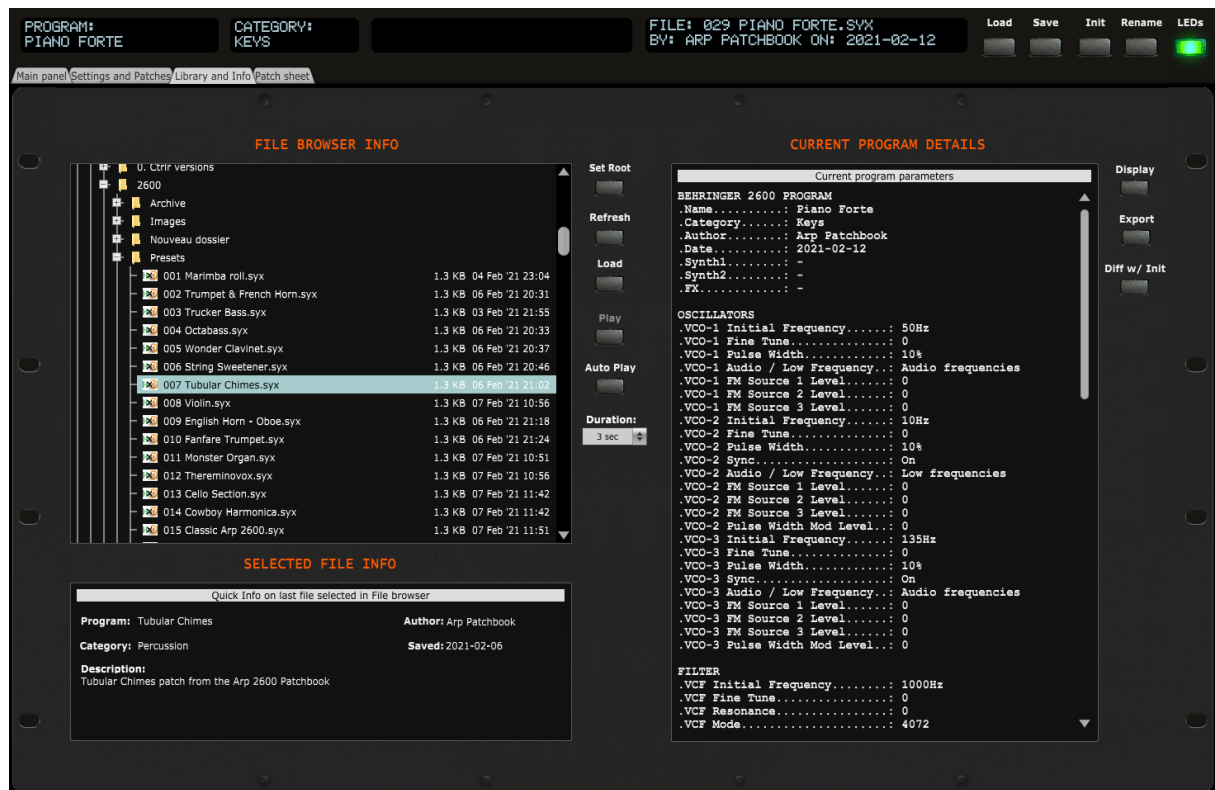 PROGRAM:
PIANO FORTE
CATEGORY:
KEYS
FILE: 029 PIANO FORTE.SYX
BY: ARP PATCHBOOK ON: 2021-02-12
Load Save Init Rename LEDs
Main panel Settings and Patches Library and Info Patch sheet
FILE BROWSER INFO
0. Ctrlr versions
2600
Archive
Images
Nouveau dossier
Presets
001 Marimba roll.syx 1.3 KB 04 Feb '21 23:04
002 Trumpet & French Horn.syx 1.3 KB 06 Feb '21 20:31
003 Trucker Bass.syx 1.3 KB 03 Feb '21 21:55
004 Octabass.syx 1.3 KB 06 Feb '21 20:33
005 Wonder Clavinet.syx 1.3 KB 06 Feb '21 20:37
006 String Sweetener.syx 1.3 KB 06 Feb '21 20:46
007 Tubular Chimes.syx 1.3 KB 06 Feb '21 21:02
008 Violin.syx 1.3 KB 07 Feb '21 10:56
009 English Horn - Oboe.syx 1.3 KB 06 Feb '21 21:18
010 Fanfare Trumpet.syx 1.3 KB 06 Feb '21 21:24
011 Monster Organ.syx 1.3 KB 07 Feb '21 10:51
012 Thereminovox.syx 1.3 KB 07 Feb '21 10:56
013 Cello Section.syx 1.3 KB 07 Feb '21 11:42
014 Cowboy Harmonica.syx 1.3 KB 07 Feb '21 11:42
015 Classic Arp 2600.syx 1.3 KB 07 Feb '21 11:51
Set Root
Refresh
Load
Play
Auto Play
Duration:
3 sec
SELECTED FILE INFO
Quick Info on last file selected in File browser
Program: Tubular Chimes Author: Arp Patchbook
Category: Percussion Saved: 2021-02-06
Description:
Tubular Chimes patch from the Arp 2600 Patchbook
CURRENT PROGRAM DETAILS
Current program parameters
BEHRINGER 2600 PROGRAM
.Name..........: Piano Forte
.Category......: Keys
.Author........: Arp Patchbook
.Date..........: 2021-02-12
.Synth1........: -
.Synth2........: -
.FX............: -
OSCILLATORS
.VCO-1 Initial Frequency......: 50Hz
.VCO-1 Fine Tune..............: 0
.VCO-1 Pulse Width............: 10%
.VCO-1 Audio / Low Frequency..: Audio frequencies
.VCO-1 FM Source 1 Level......: 0
.VCO-1 FM Source 2 Level......: 0
.VCO-1 FM Source 3 Level......: 0
.VCO-2 Initial Frequency......: 10Hz
.VCO-2 Fine Tune..............: 0
.VCO-2 Pulse Width............: 10%
.VCO-2 Sync...................: On
.VCO-2 Audio / Low Frequency..: Low frequencies
.VCO-2 FM Source 1 Level......: 0
.VCO-2 FM Source 2 Level......: 0
.VCO-2 FM Source 3 Level......: 0
.VCO-2 Pulse Width Mod Level..: 0
.VCO-3 Initial Frequency......: 135Hz
.VCO-3 Fine Tune..............: 0
.VCO-3 Pulse Width............: 10%
.VCO-3 Sync...................: On
.VCO-3 Audio / Low Frequency..: Audio frequencies
.VCO-3 FM Source 1 Level......: 0
.VCO-3 FM Source 2 Level......: 0
.VCO-3 FM Source 3 Level......: 0
.VCO-3 Pulse Width Mod Level..: 0
FILTER
.VCF Initial Frequency........: 1000Hz
.VCF Fine Tune................: 0
.VCF Resonance................: 0
.VCF Mode.....................: 4072
Display
Export
Diff w/ Init